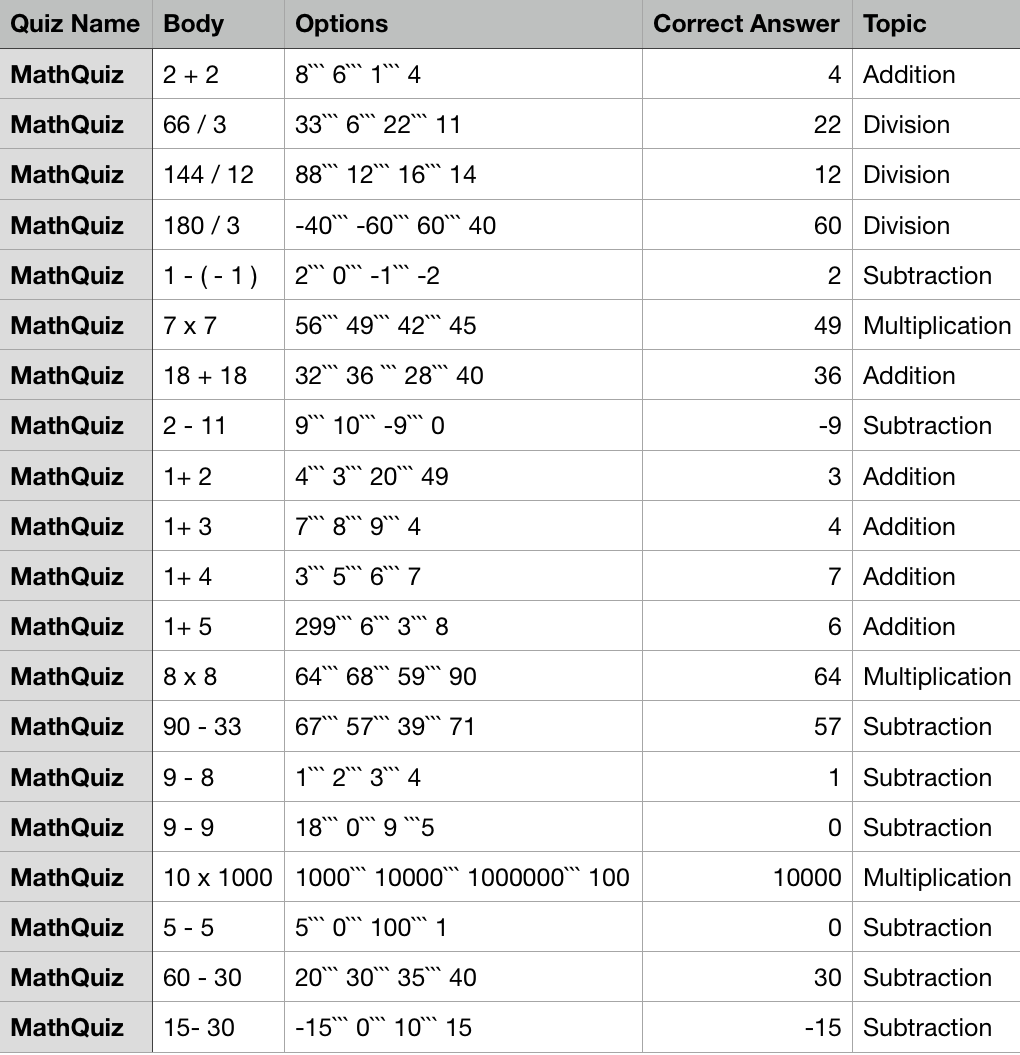 Quiz Name Body Options Correct Answer Topic
MathQuiz 2 + 2 8``` 6``` 1``` 4 4 Addition
MathQuiz 66 / 3 33``` 6``` 22``` 11 22 Division
MathQuiz 144 / 12 88``` 12``` 16``` 14 12 Division
MathQuiz 180 / 3 -40``` -60``` 60``` 40 60 Division
MathQuiz 1 - ( - 1 ) 2``` 0``` -1``` -2 2 Subtraction
MathQuiz 7 x 7 56``` 49``` 42``` 45 49 Multiplication
MathQuiz 18 + 18 32``` 36 ``` 28``` 40 36 Addition
MathQuiz 2 - 11 9``` 10``` -9``` 0 -9 Subtraction
MathQuiz 1+ 2 4``` 3``` 20``` 49 3 Addition
MathQuiz 1+ 3 7``` 8``` 9``` 4 4 Addition
MathQuiz 1+ 4 3``` 5``` 6``` 7 7 Addition
MathQuiz 1+ 5 299``` 6``` 3``` 8 6 Addition
MathQuiz 8 x 8 64``` 68``` 59``` 90 64 Multiplication
MathQuiz 90 - 33 67``` 57``` 39``` 71 57 Subtraction
MathQuiz 9 - 8 1``` 2``` 3``` 4 1 Subtraction
MathQuiz 9 - 9 18``` 0``` 9 ```5 0 Subtraction
MathQuiz 10 x 1000 1000``` 10000``` 1000000``` 100 10000 Multiplication
MathQuiz 5 - 5 5``` 0``` 100``` 1 0 Subtraction
MathQuiz 60 - 30 20``` 30``` 35``` 40 30 Subtraction
MathQuiz 15- 30 -15``` 0``` 10``` 15 -15 Subtraction